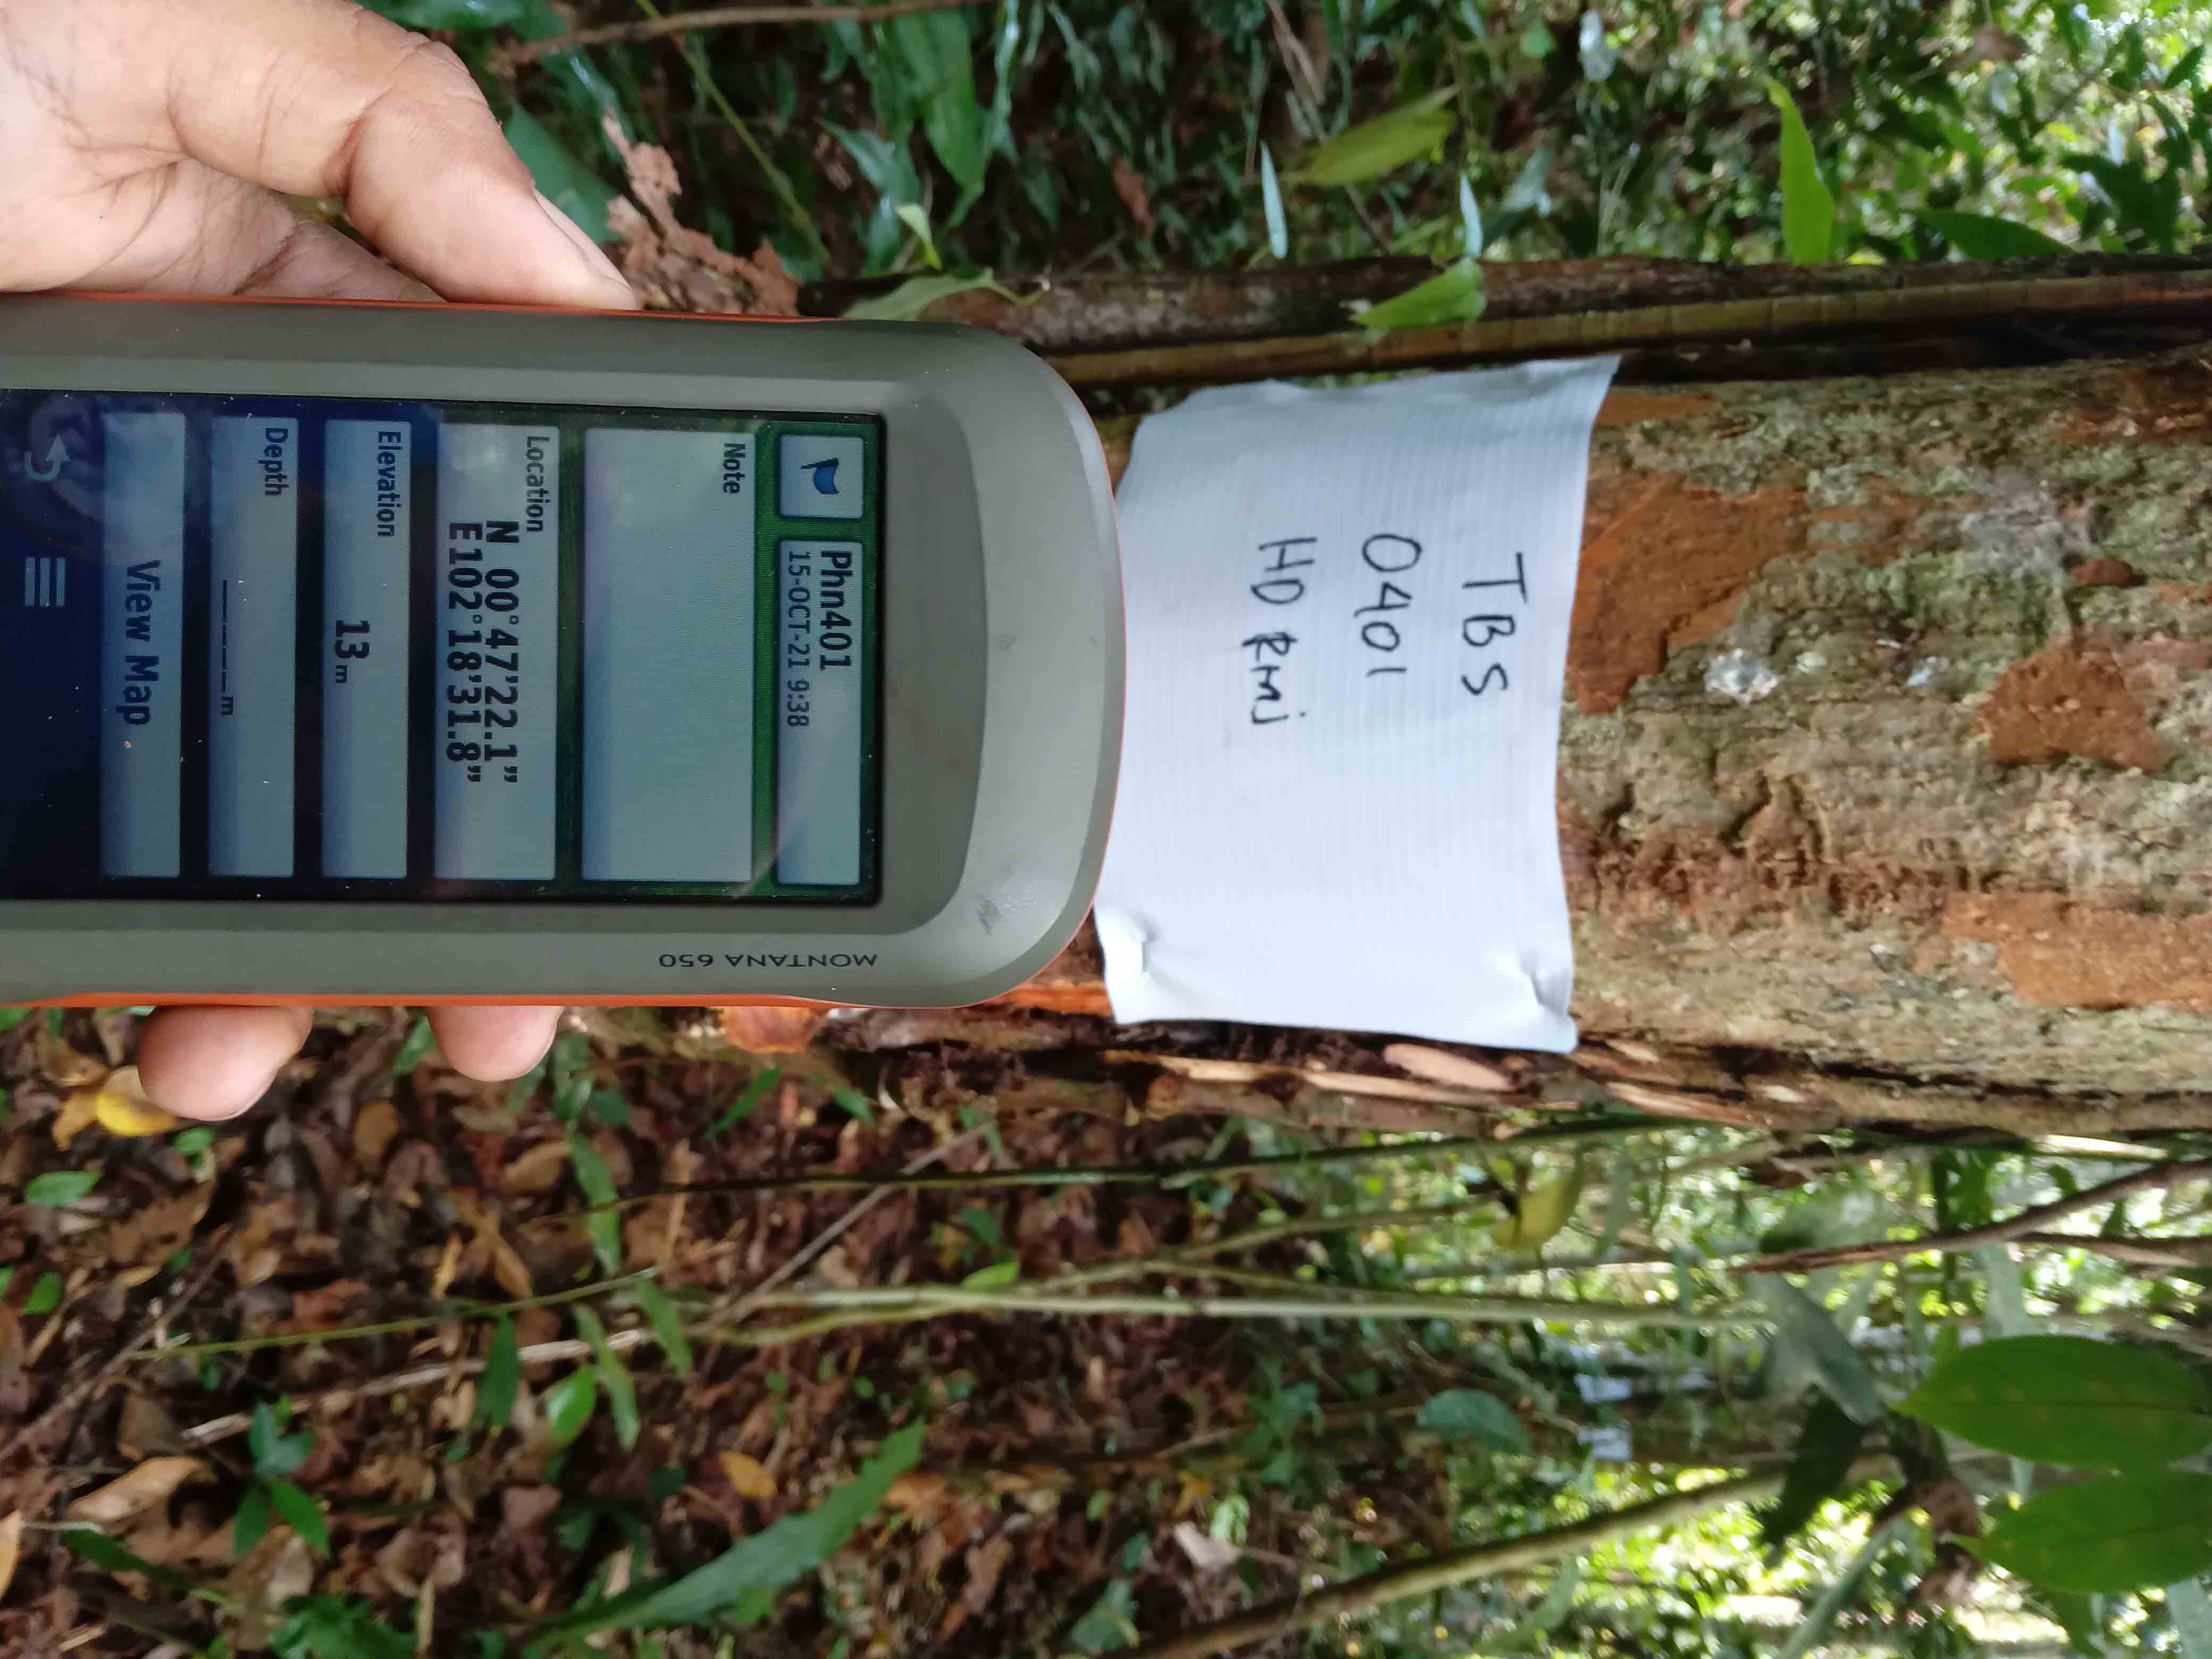 TBS
0401
HD RMJ
MONTANA 650
Phn401
15-OCT-21 9:38
Note
Location
N 00°47'22.1"
E102°18'31.8"
Elevation
13m
Depth
_____m
View Map